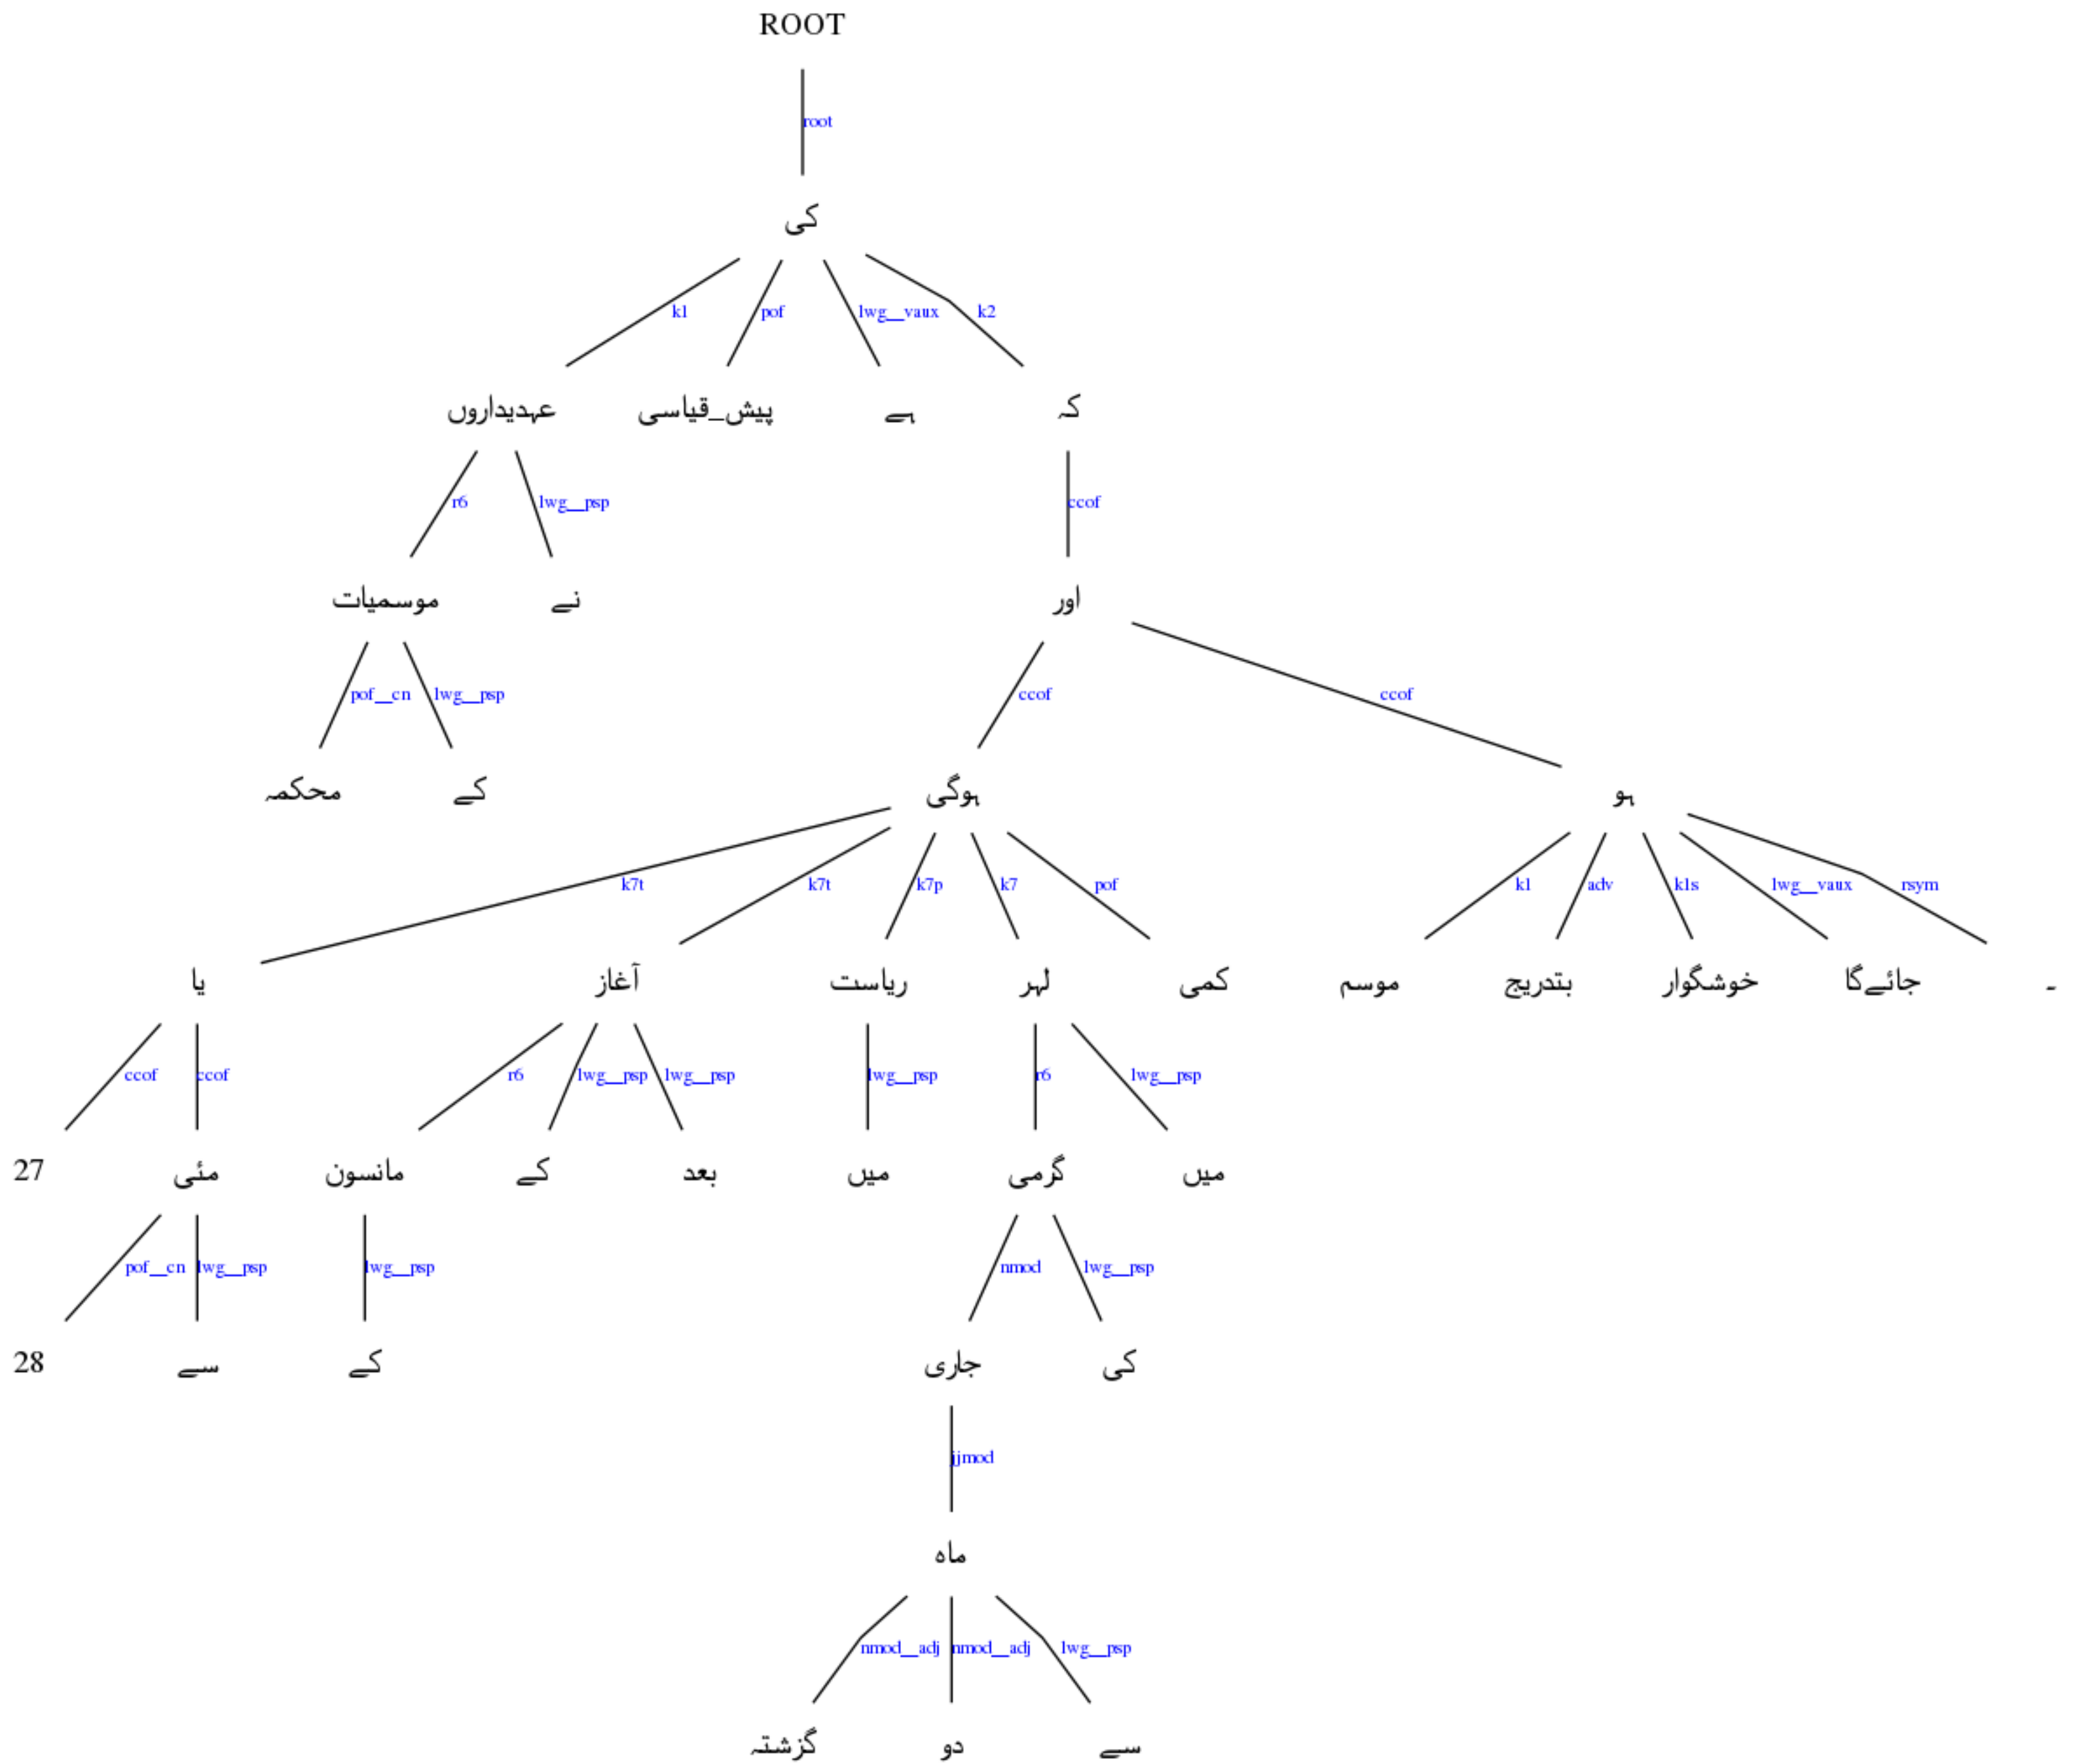 ROOT
root
کی
k1 pof lwg__vaux k2
عہدیداروں پیش_قیاسی ہے کہ
r6 lwg__psp ccof
موسمیات نے اور
pof__cn lwg__psp ccof ccof
محکمہ کے ہوگی ہو
k7t k7t k7p k7 pof k1 adv k1s lwg__vaux rsym
یا آغاز ریاست لہر کمی موسم بتدریج خوشگوار جائےگا ۔
ccof ccof r6 lwg__psp lwg__psp lwg__psp r6 lwg__psp
27 مئی مانسون کے بعد میں گرمی میں
pof__cn lwg__psp lwg__psp nmod lwg__psp
28 سے کے جاری کی
jjmod
ماہ
nmod__adj nmod__adj lwg__psp
گزشتہ دو سے